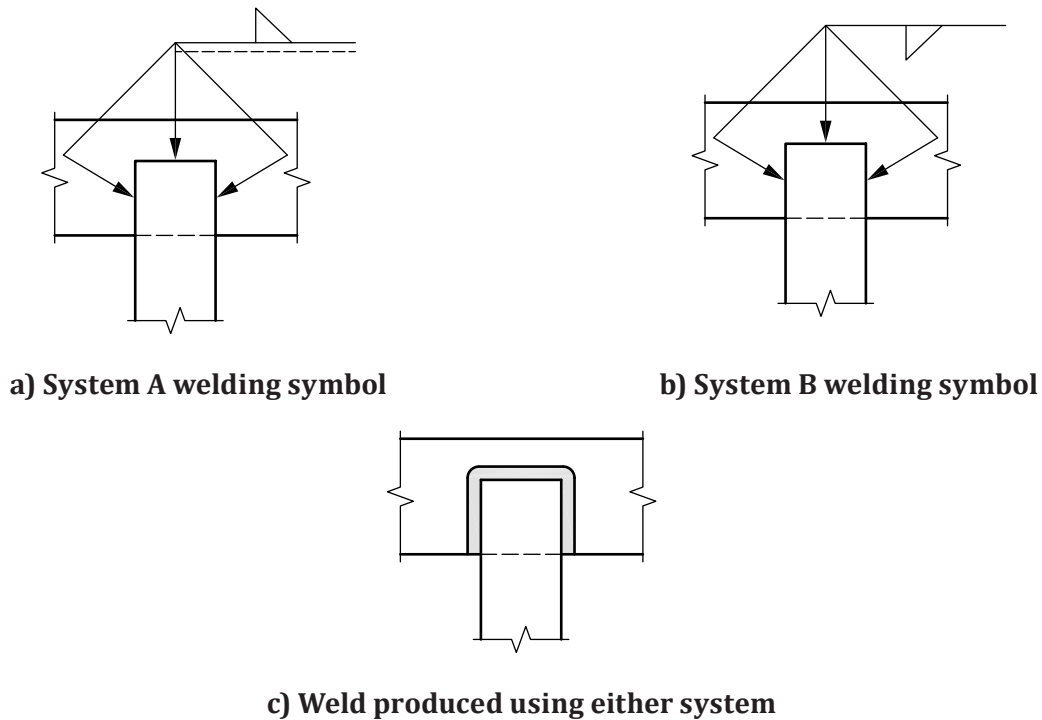 a) System A welding symbol
b) System B welding symbol
c) Weld produced using either system